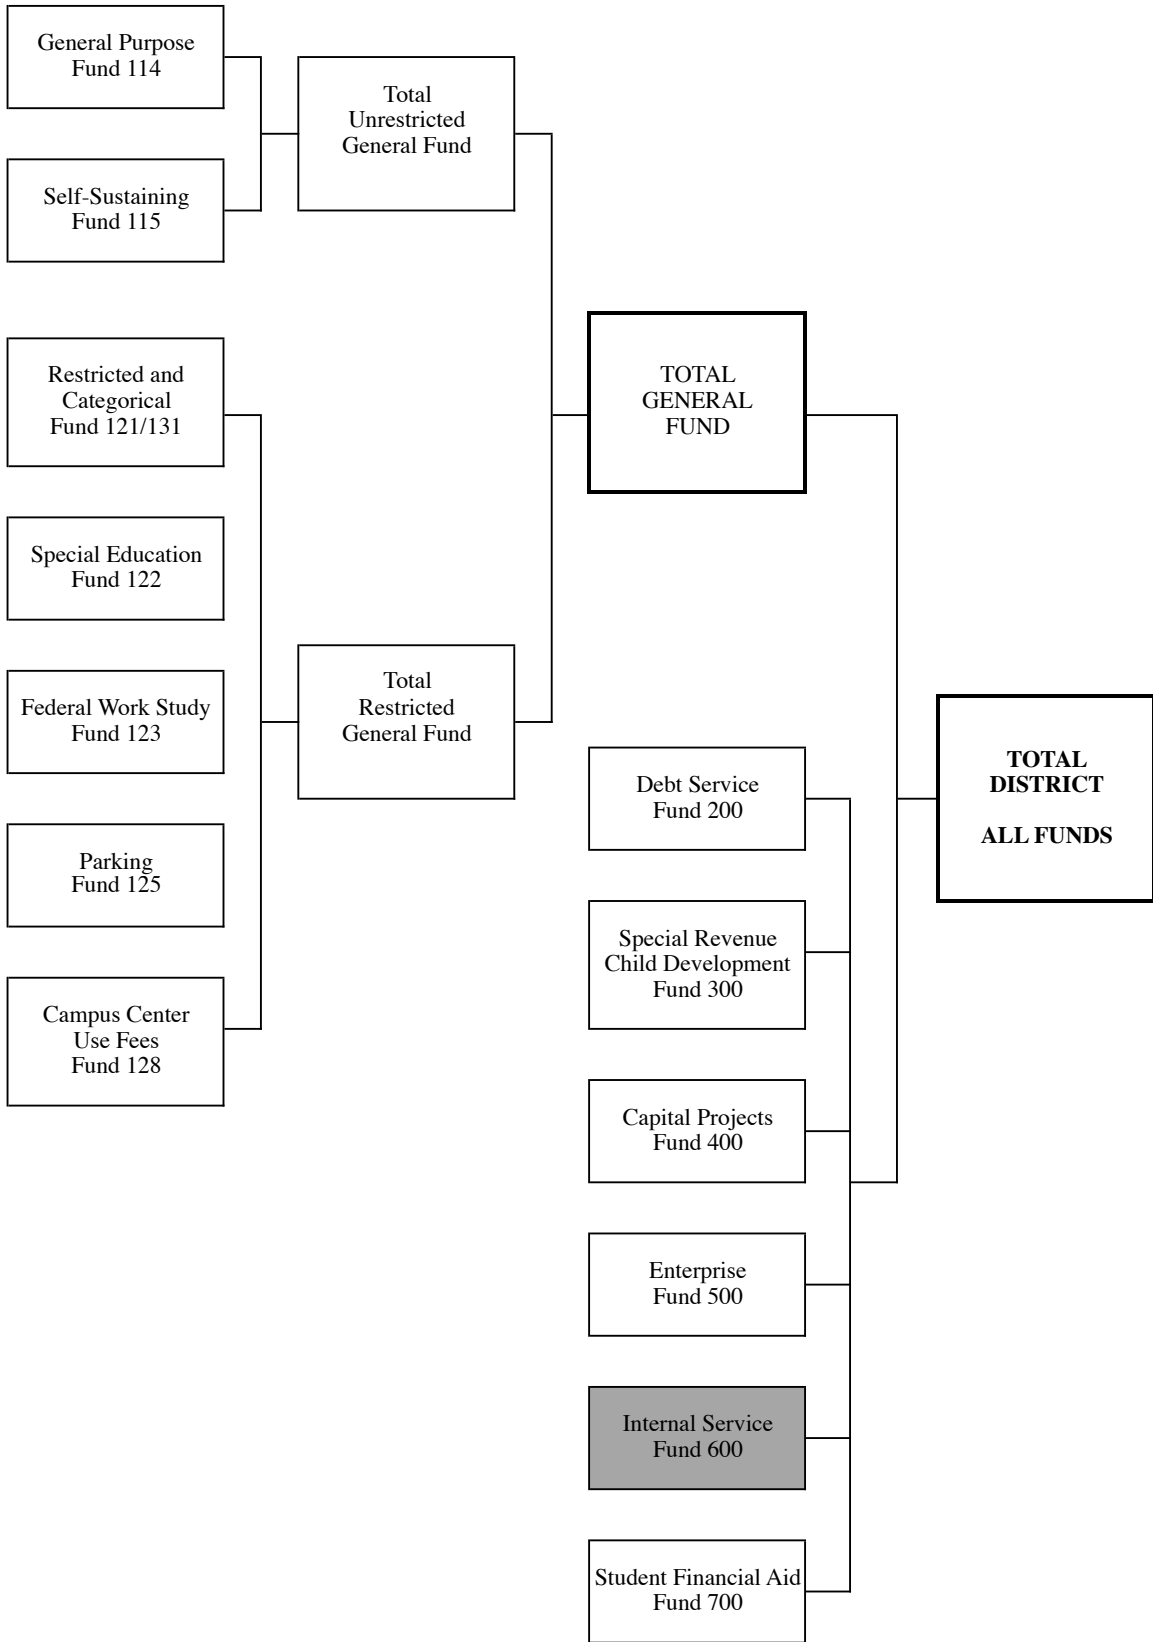 General Purpose
Fund 114
Self-Sustaining
Fund 115
Restricted and
Categorical
Fund 121/131
Special Education
Fund 122
Federal Work Study
Fund 123
Parking
Fund 125
Campus Center
Use Fees
Fund 128
Total
Unrestricted
General Fund
Total
Restricted
General Fund
TOTAL
GENERAL
FUND
Debt Service
Fund 200
Special Revenue
Child Development
Fund 300
Capital Projects
Fund 400
Enterprise
Fund 500
Internal Service
Fund 600
Student Financial Aid
Fund 700
TOTAL
DISTRICT
ALL FUNDS